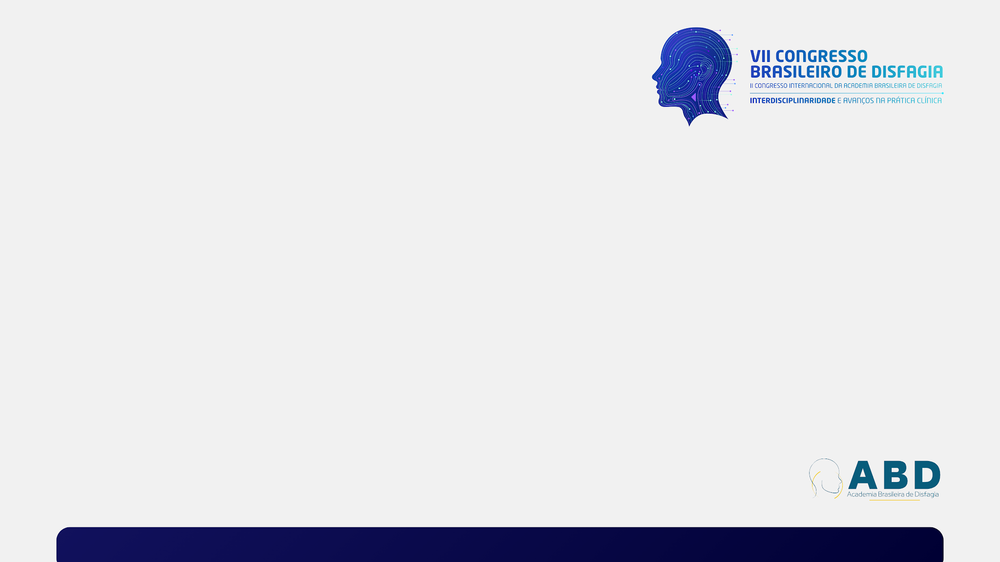 VII CONGRESSO
BRASILEIRO DE DISFAGIA
II CONGRESSO INTERNACIONAL DA ACADEMIA BRASILEIRA DE DISFAGIA
INTERDISCIPLINARIDADE E AVANÇOS NA PRÁTICA CLÍNICA
ABD
Academia Brasileira de Disfagia